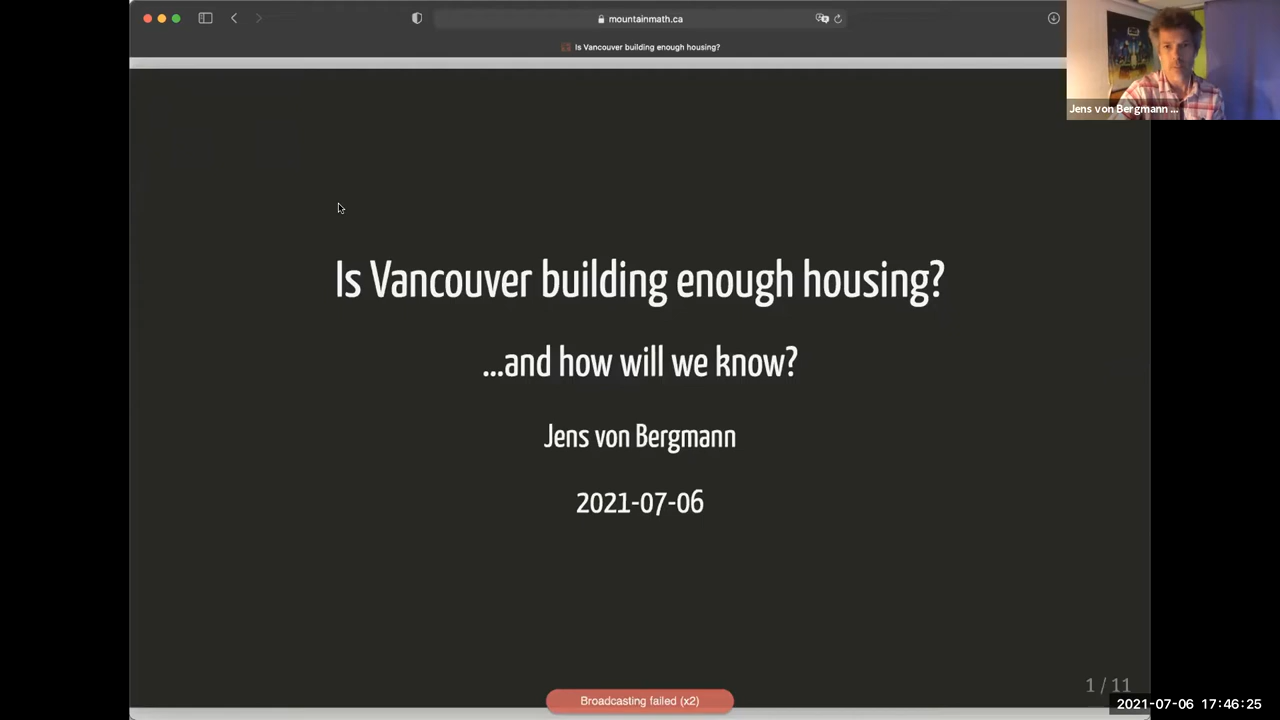 mountainmath.ca
Is Vancouver building enough housing?
Jens von Bergmann ...
Is Vancouver building enough housing?
...and how will we know?
Jens von Bergmann
2021-07-06
1 / 11
Broadcasting failed (x2)
2021-07-06 17:46:25